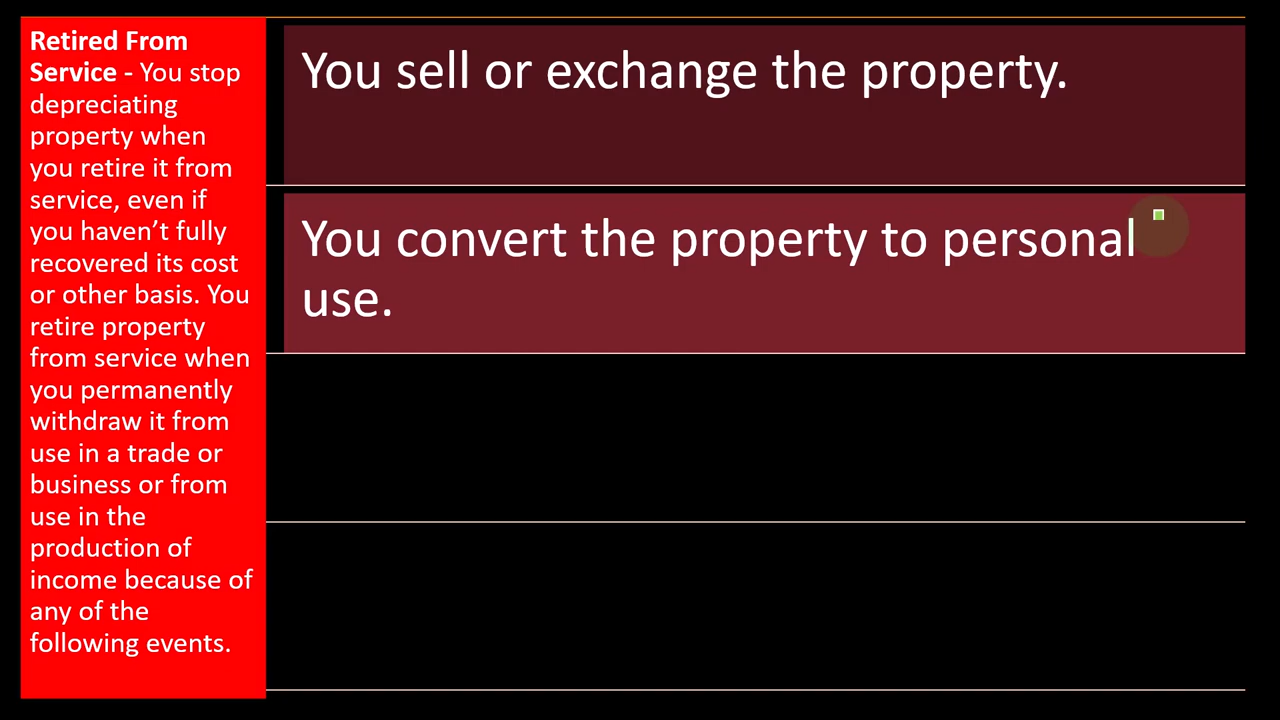 Retired From
Service - You stop
depreciating
property when
you retire it from
service, even if
you haven’t fully
recovered its cost
or other basis. You
retire property
from service when
you permanently
withdraw it from
use in a trade or
business or from
use in the
production of
income because of
any of the
following events.
You sell or exchange the property.
You convert the property to personal
use.